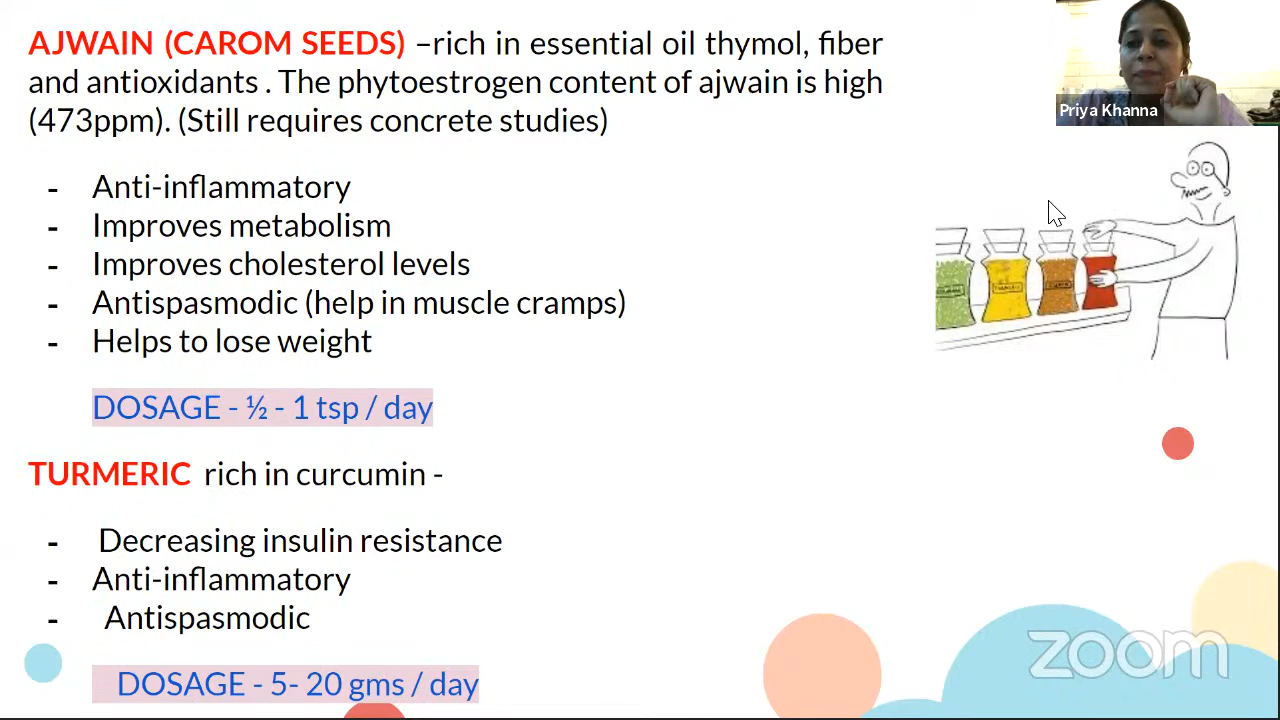 AJWAIN (CAROM SEEDS) –rich in essential oil thymol, fiber
and antioxidants . The phytoestrogen content of ajwain is high
(473ppm). (Still requires concrete studies)
- Anti-inflammatory
- Improves metabolism
- Improves cholesterol levels
- Antispasmodic (help in muscle cramps)
- Helps to lose weight
DOSAGE - ½ - 1 tsp / day
TURMERIC rich in curcumin -
- Decreasing insulin resistance
- Anti-inflammatory
- Antispasmodic
DOSAGE - 5- 20 gms / day
Priya Khanna
zoom